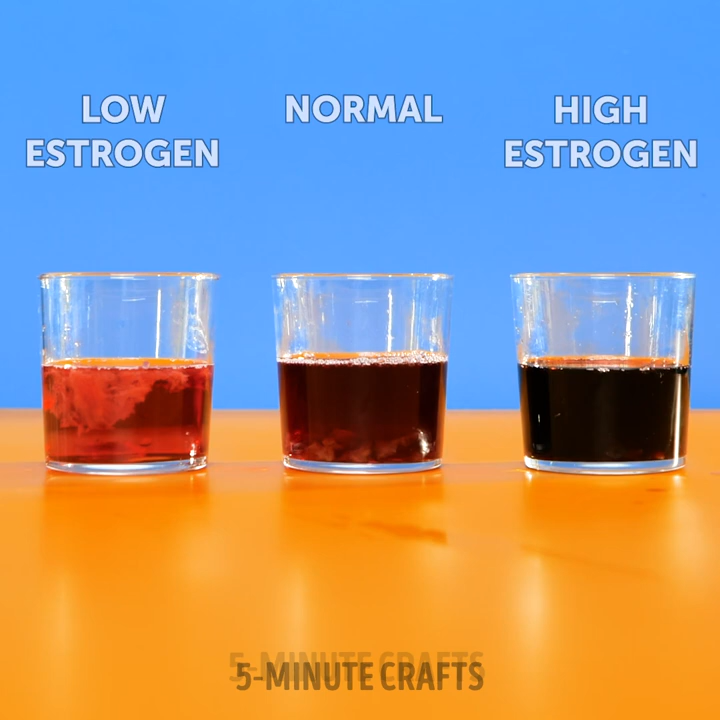 LOW
ESTROGEN
NORMAL
HIGH
ESTROGEN
5-MINUTE CRAFTS